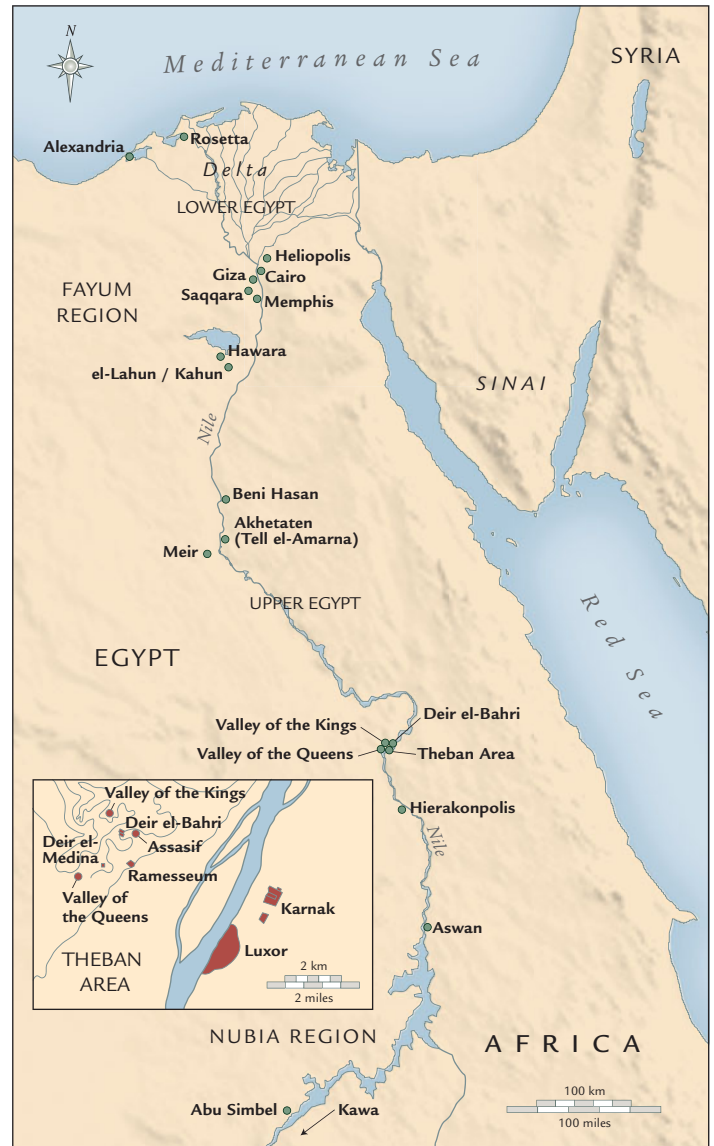 N
Mediterranean Sea
SYRIA
Alexandria
Rosetta
Delta
LOWER EGYPT
Heliopolis
Giza
Cairo
Saqqara
Memphis
FAYUM
REGION
Hawara
el-Lahun / Kahun
SINAI
Nile
Beni Hasan
Akhetaten
(Tell el-Amarna)
Meir
UPPER EGYPT
Red Sea
EGYPT
Valley of the Kings
Deir el-Bahri
Valley of the Queens
Theban Area
Hierakonpolis
Nile
Aswan
Valley of the Kings
Deir el-Bahri
Deir el-
Medina
Assasif
Ramesseum
Valley of
the Queens
Karnak
Luxor
THEBAN
AREA
2 km
2 miles
NUBIA REGION
AFRICA
Abu Simbel
Kawa
100 km
100 miles